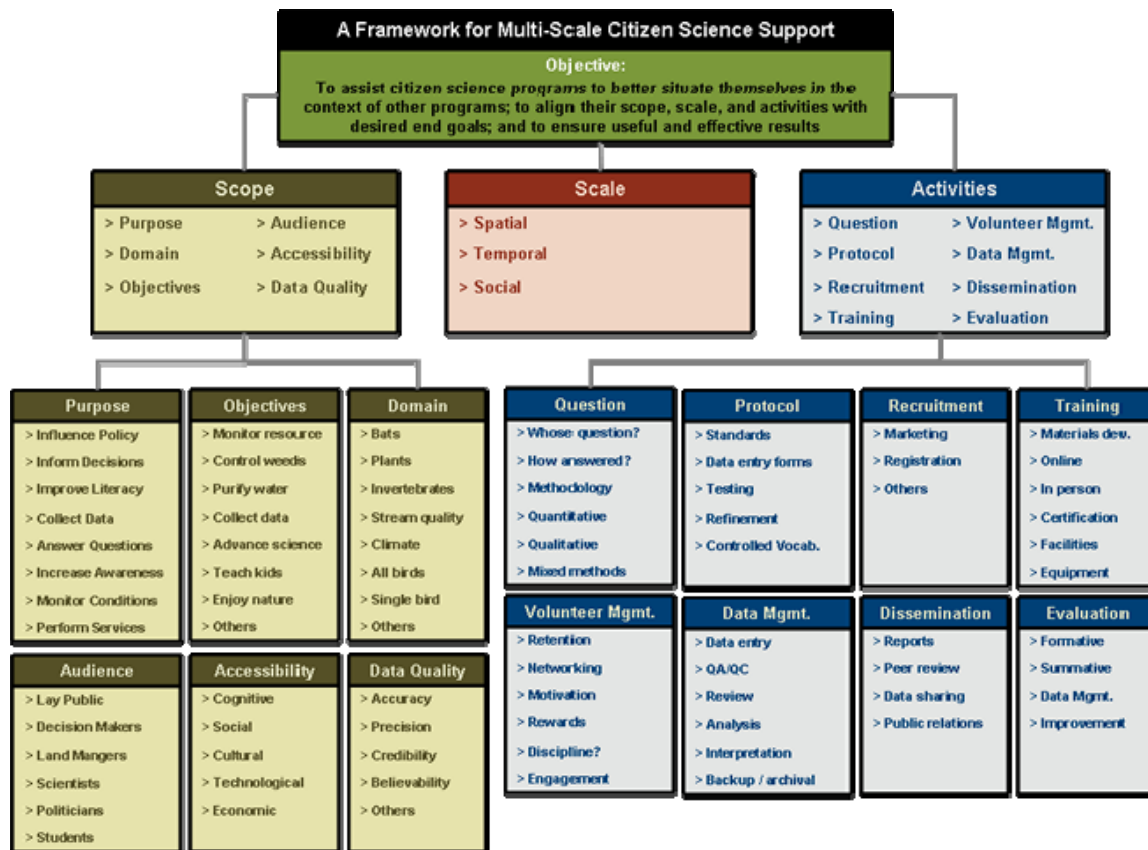 A Framework for Multi-Scale Citizen Science Support
Objective:
To assist citizen science programs to better situate themselves in the
context of other programs; to align their scope, scale, and activities with
desired end goals; and to ensure useful and effective results
Scope
> Purpose
> Domain
> Objectives
> Audience
> Accessibility
> Data Quality
Scale
> Spatial
> Temporal
> Social
Activities
> Question
> Protocol
> Recruitment
> Training
> Volunteer Mgmt.
> Data Mgmt.
> Dissemination
> Evaluation
Purpose
> Influence Policy
> Inform Decisions
> Improve Literacy
> Collect Data
> Answer Questions
> Increase Awareness
> Monitor Conditions
> Perform Services
Objectives
> Monitor resource
> Control weeds
> Purify water
> Collect data
> Advance science
> Teach kids
> Enjoy nature
> Others
Domain
> Bats
> Plants
> Invertebrates
> Stream quality
> Climate
> All birds
> Single bird
> Others
Question
> Whose question?
> How answered?
> Methodology
> Quantitative
> Qualitative
> Mixed methods
Protocol
> Standards
> Data entry forms
> Testing
> Refinement
> Controlled Vocab.
Recruitment
> Marketing
> Registration
> Others
Training
> Materials dev.
> Online
> In person
> Certification
> Facilities
> Equipment
Audience
> Lay Public
> Decision Makers
> Land Mangers
> Scientists
> Politicians
> Students
Accessibility
> Cognitive
> Social
> Cultural
> Technological
> Economic
Data Quality
> Accuracy
> Precision
> Credibility
> Believability
> Others
Volunteer Mgmt.
> Retention
> Networking
> Motivation
> Rewards
> Discipline?
> Engagement
Data Mgmt.
> Data entry
> QA/QC
> Review
> Analysis
> Interpretation
> Backup / archival
Dissemination
> Reports
> Peer review
> Data sharing
> Public relations
Evaluation
> Formative
> Summative
> Data Mgmt.
> Improvement